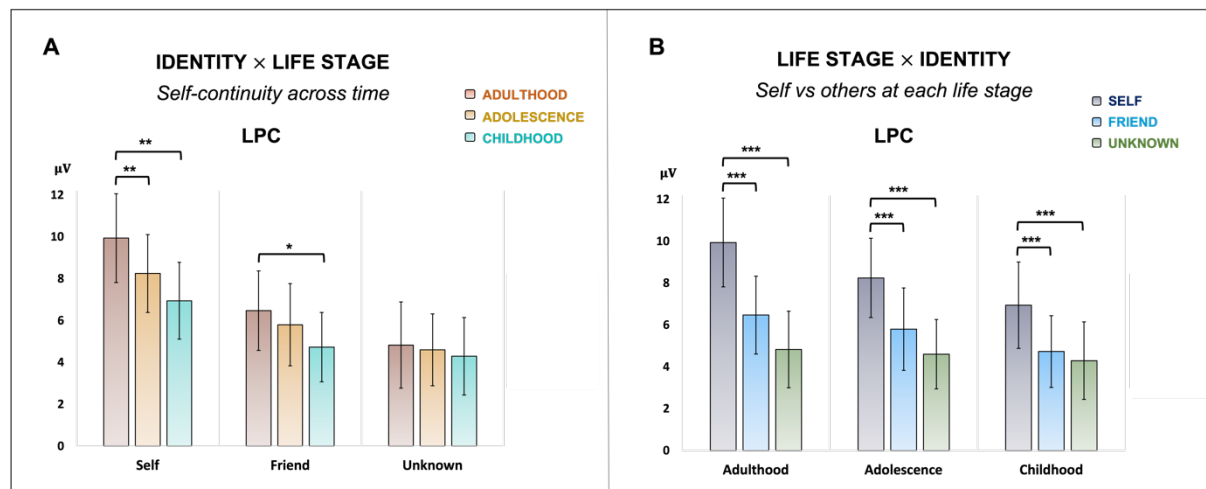 A
IDENTITY × LIFE STAGE
Self-continuity across time
ADULTHOOD
ADOLESCENCE
CHILDHOOD
LPC
μV
**
**
*
12
10
8
6
4
2
0
Self
Friend
Unknown
B
LIFE STAGE × IDENTITY
Self vs others at each life stage
SELF
FRIEND
UNKNOWN
LPC
μV
***
***
***
***
***
***
12
10
8
6
4
2
0
Adulthood
Adolescence
Childhood